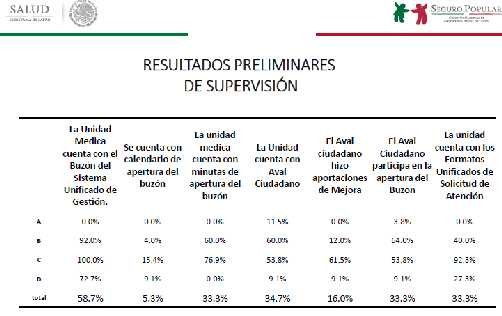 SALUD
SEGURO POPULAR
RESULTADOS PRELIMINARES
DE SUPERVISIÓN
La Unidad Medica cuenta con el Buzón del Sistema Unificado de Gestión.
Se cuenta con calendario de apertura del buzón
La unidad medica cuenta con minutas de apertura del buzón
La Unidad cuenta con Aval Ciudadano
El Aval ciudadano hizo aportaciones de Mejora
El Aval Ciudadano participa en la apertura del Buzon
La unidad cuenta con los Formatos Unificados de Solicitud de Atención
A 0.0% 0.0% 0.0% 11.5% 0.0% 3.8% 0.0%
B 92.0% 4.0% 60.0% 60.0% 12.0% 40.0%
C 100.0% 15.4% 76.9% 53.8% 61.5% 53.8% 92.3%
D 72.7% 9.1% 0.0% 9.1% 9.1% 9.1% 27.3%
total 58.7% 5.3% 33.3% 34.7% 16.0% 33.3% 33.3%